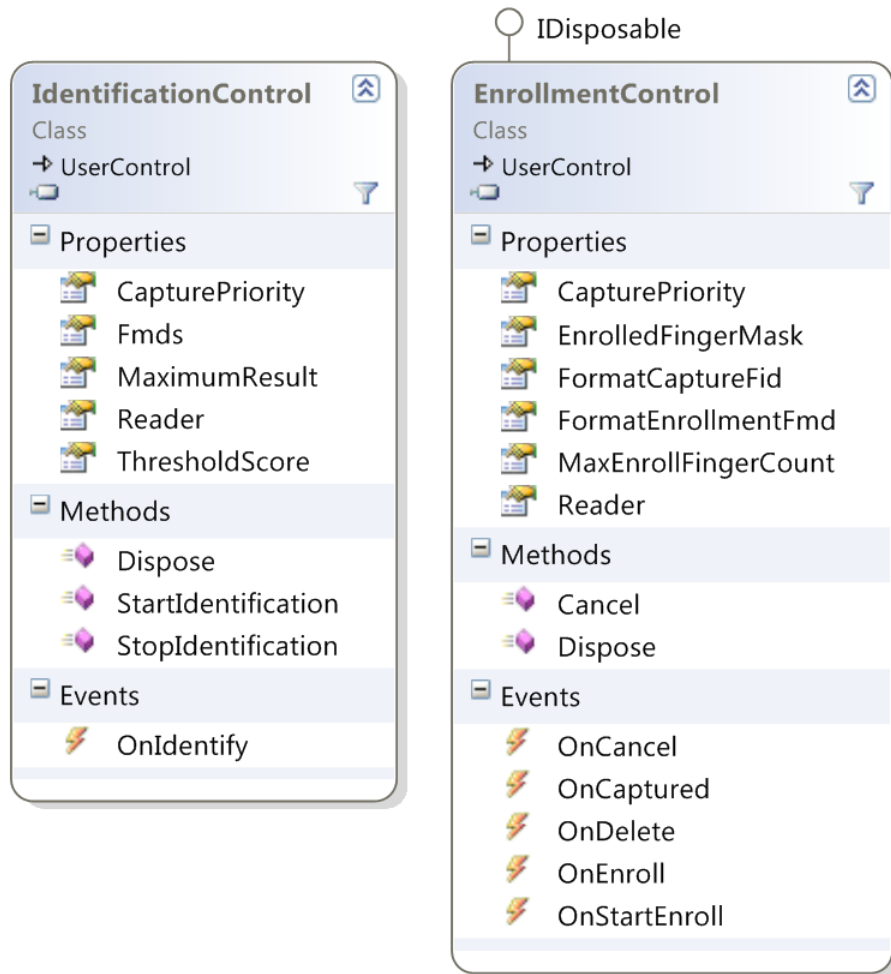 IdentificationControl
Class
UserControl
Properties
CapturePriority
Fmds
MaximumResult
Reader
ThresholdScore
Methods
Dispose
StartIdentification
StopIdentification
Events
OnIdentify
IDisposable
EnrollmentControl
Class
UserControl
Properties
CapturePriority
EnrolledFingerMask
FormatCaptureFid
FormatEnrollmentFmd
MaxEnrollFingerCount
Reader
Methods
Cancel
Dispose
Events
OnCancel
OnCaptured
OnDelete
OnEnroll
OnStartEnroll